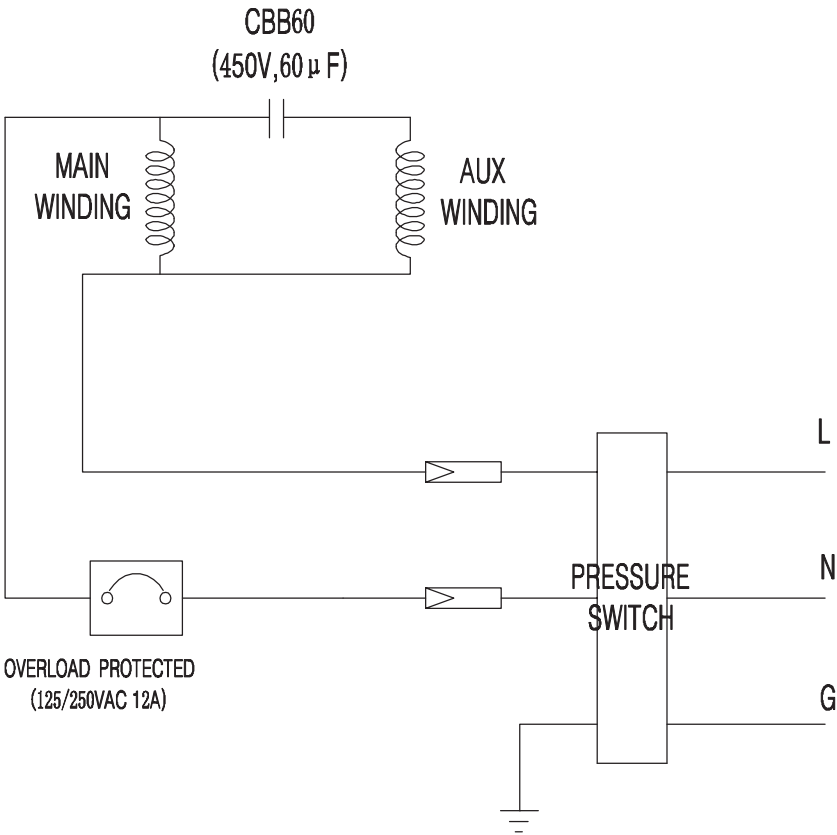 CBB60
(450V,60μF)
MAIN
WINDING
AUX
WINDING
L
N
PRESSURE
SWITCH
OVERLOAD PROTECTED
(125/250VAC 12A)
G